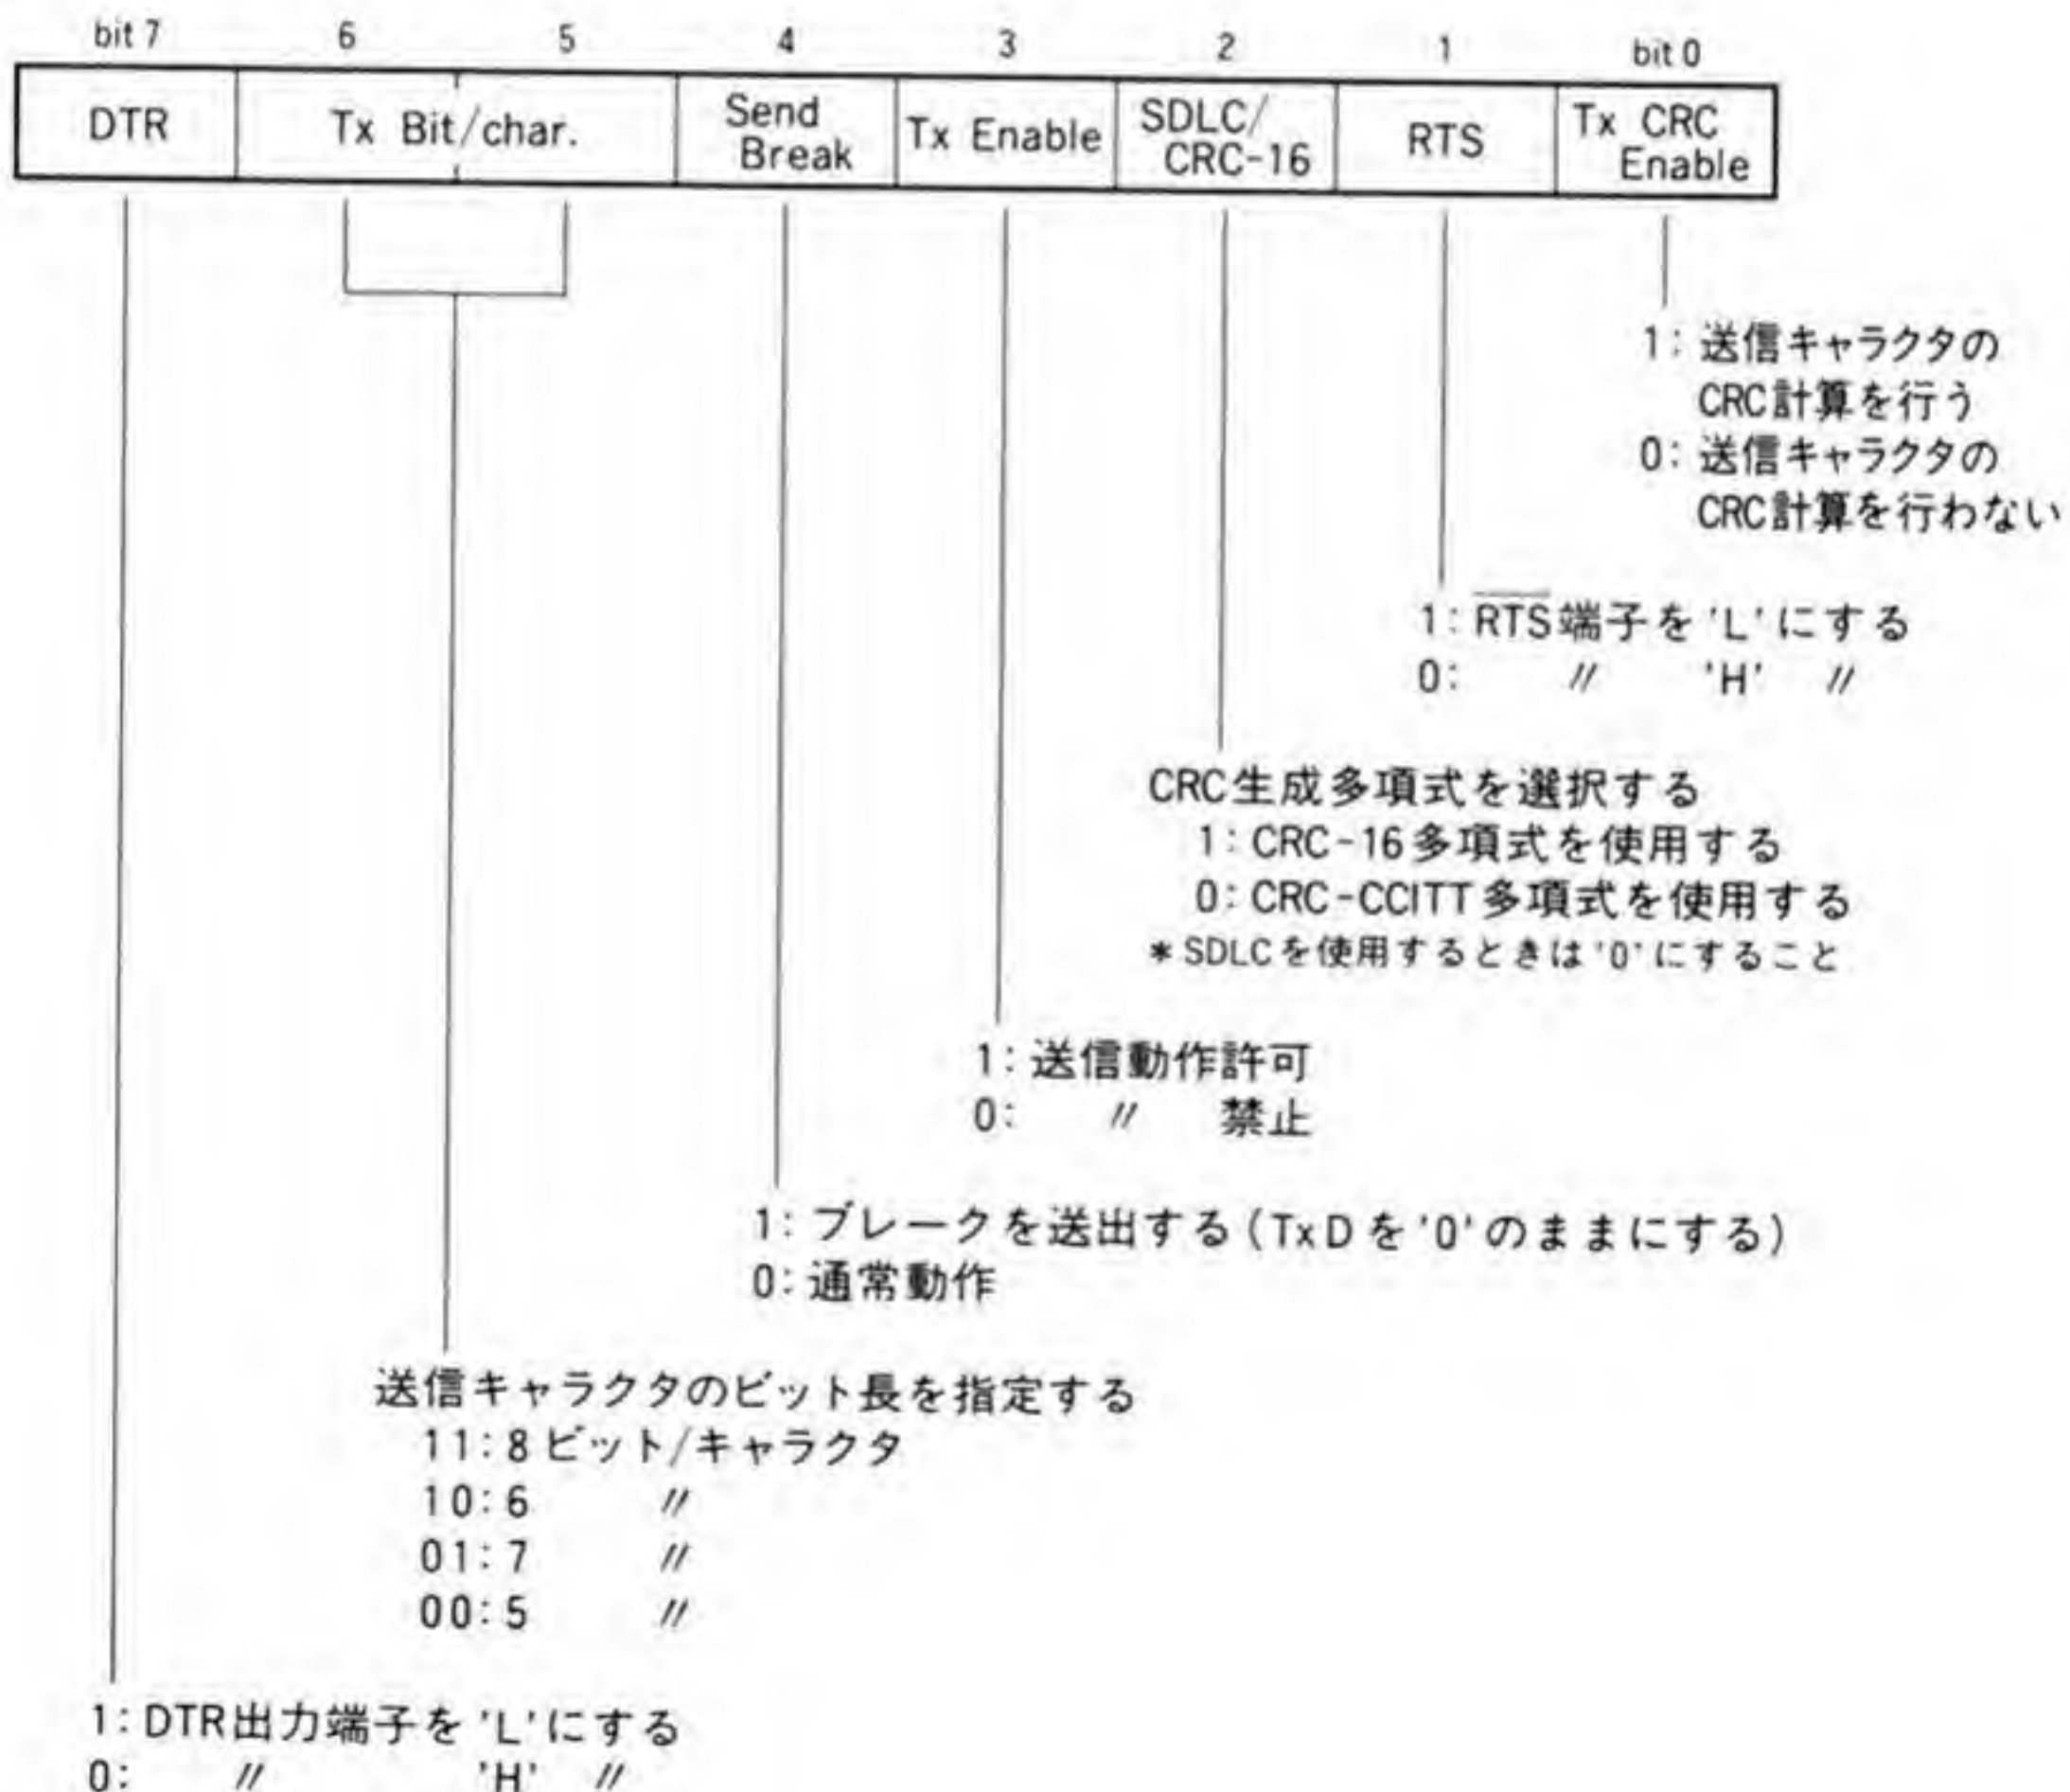 bit 7 6 5 4 3 2 1 bit 0
DTR
Tx Bit/char.
Send
Break
Tx Enable
SDLC/
CRC-16
RTS
Tx CRC
Enable
1: 送信キャラクタの
CRC計算を行う
0: 送信キャラクタの
CRC計算を行わない
1: R̅T̅S̅端子を'L'にする
0: 〃 'H' 〃
CRC生成多項式を選択する
1: CRC-16多項式を使用する
0: CRC-CCITT多項式を使用する
*SDLCを使用するときは'0'にすること
1: 送信動作許可
0: 〃 禁止
1: ブレークを送出する(TxDを'0'のままにする)
0: 通常動作
送信キャラクタのビット長を指定する
11: 8ビット/キャラクタ
10: 6 〃
01: 7 〃
00: 5 〃
1: DTR出力端子を'L'にする
0: 〃 'H' 〃